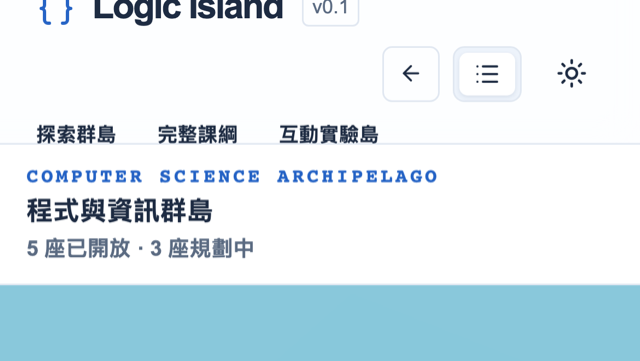 { } Logic Island v0.1
探索群島 完整課綱 互動實驗島
COMPUTER SCIENCE ARCHIPELAGO
程式與資訊群島
5 座已開放 · 3 座規劃中